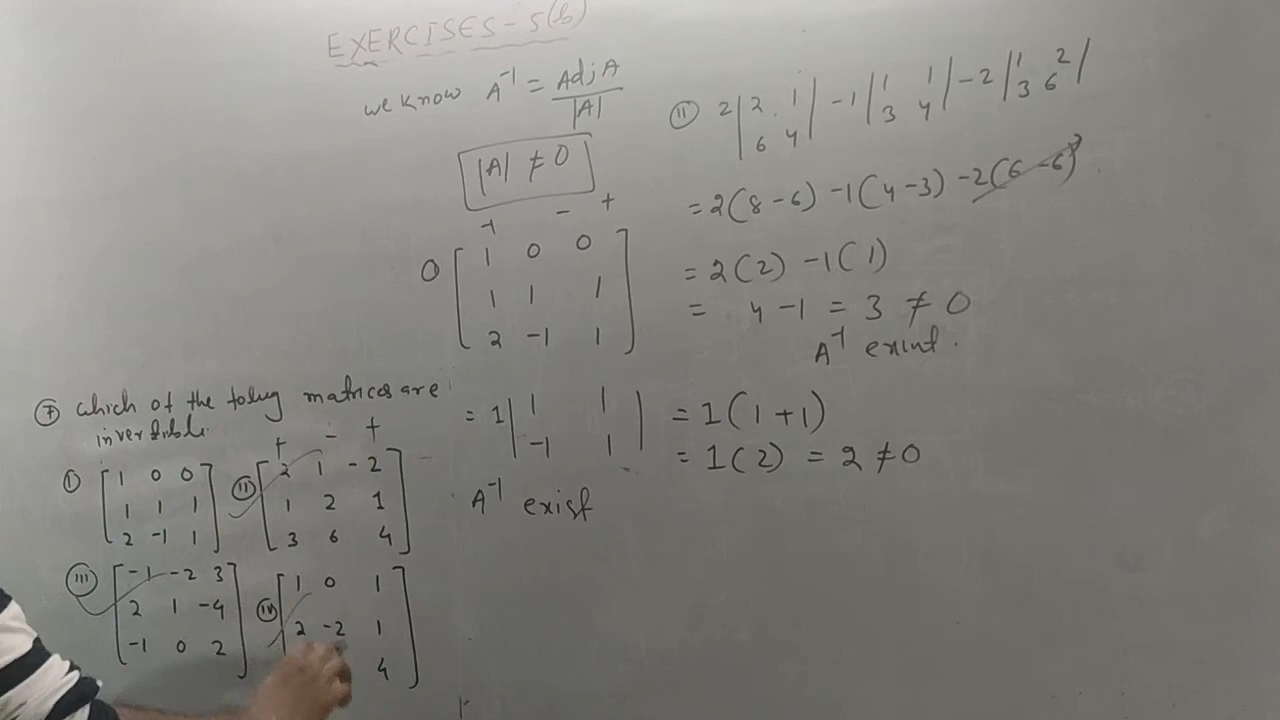 EXERCISES - 5(b)
we know A⁻¹ = AdjA / |A|
|A| ≠ 0
+ - +
0 [ 1 0 0
1 1 1
2 -1 1 ]
= 1 | 1 1
-1 1 | = 1(1+1)
= 1(2) = 2 ≠ 0
A⁻¹ exist
(ii) 2 | 2 1
6 4 | -1 | 1 1
3 4 | -2 | 1 2
3 6 |
= 2(8-6) -1(4-3) -2(6-6)
= 2(2) -1(1)
= 4 - 1 = 3 ≠ 0
A⁻¹ exist.
(7) which of the matrices are
invertible.
(i) [ 1 0 0
1 1 1
2 -1 1 ]
+ - +
(ii) [ 2 1 -2
1 2 1
3 6 4 ]
(iii) [ -1 -2 3
2 1 -4
-1 0 2 ]
(iv) [ 1 0 1
2 -2 1
4 ]